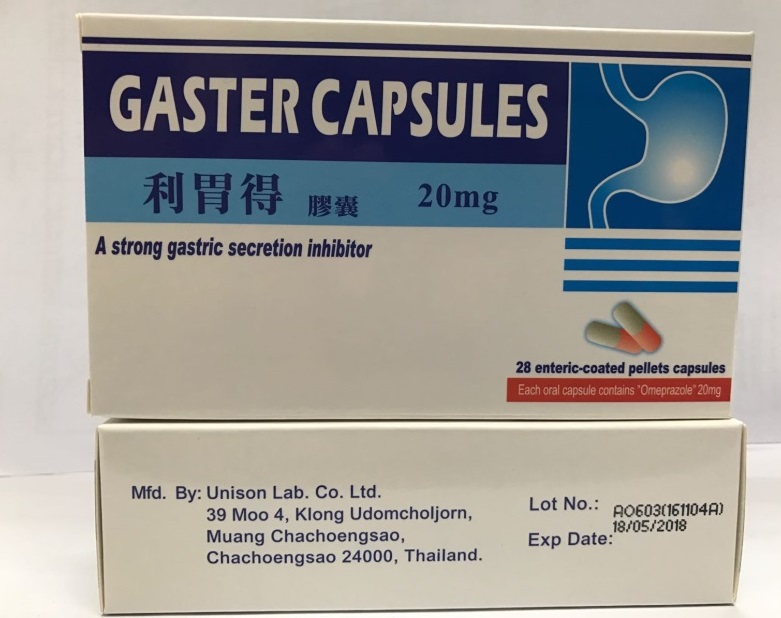 GASTER CAPSULES
利胃得 膠囊 20mg
A strong gastric secretion inhibitor
28 enteric-coated pellets capsules
Each oral capsule contains "Omeprazole" 20mg
Mfd. By: Unison Lab. Co. Ltd.
39 Moo 4, Klong Udomcholjorn,
Muang Chachoengsao,
Chachoengsao 24000, Thailand.
Lot No.: AO603(161104A)
Exp Date: 18/05/2018